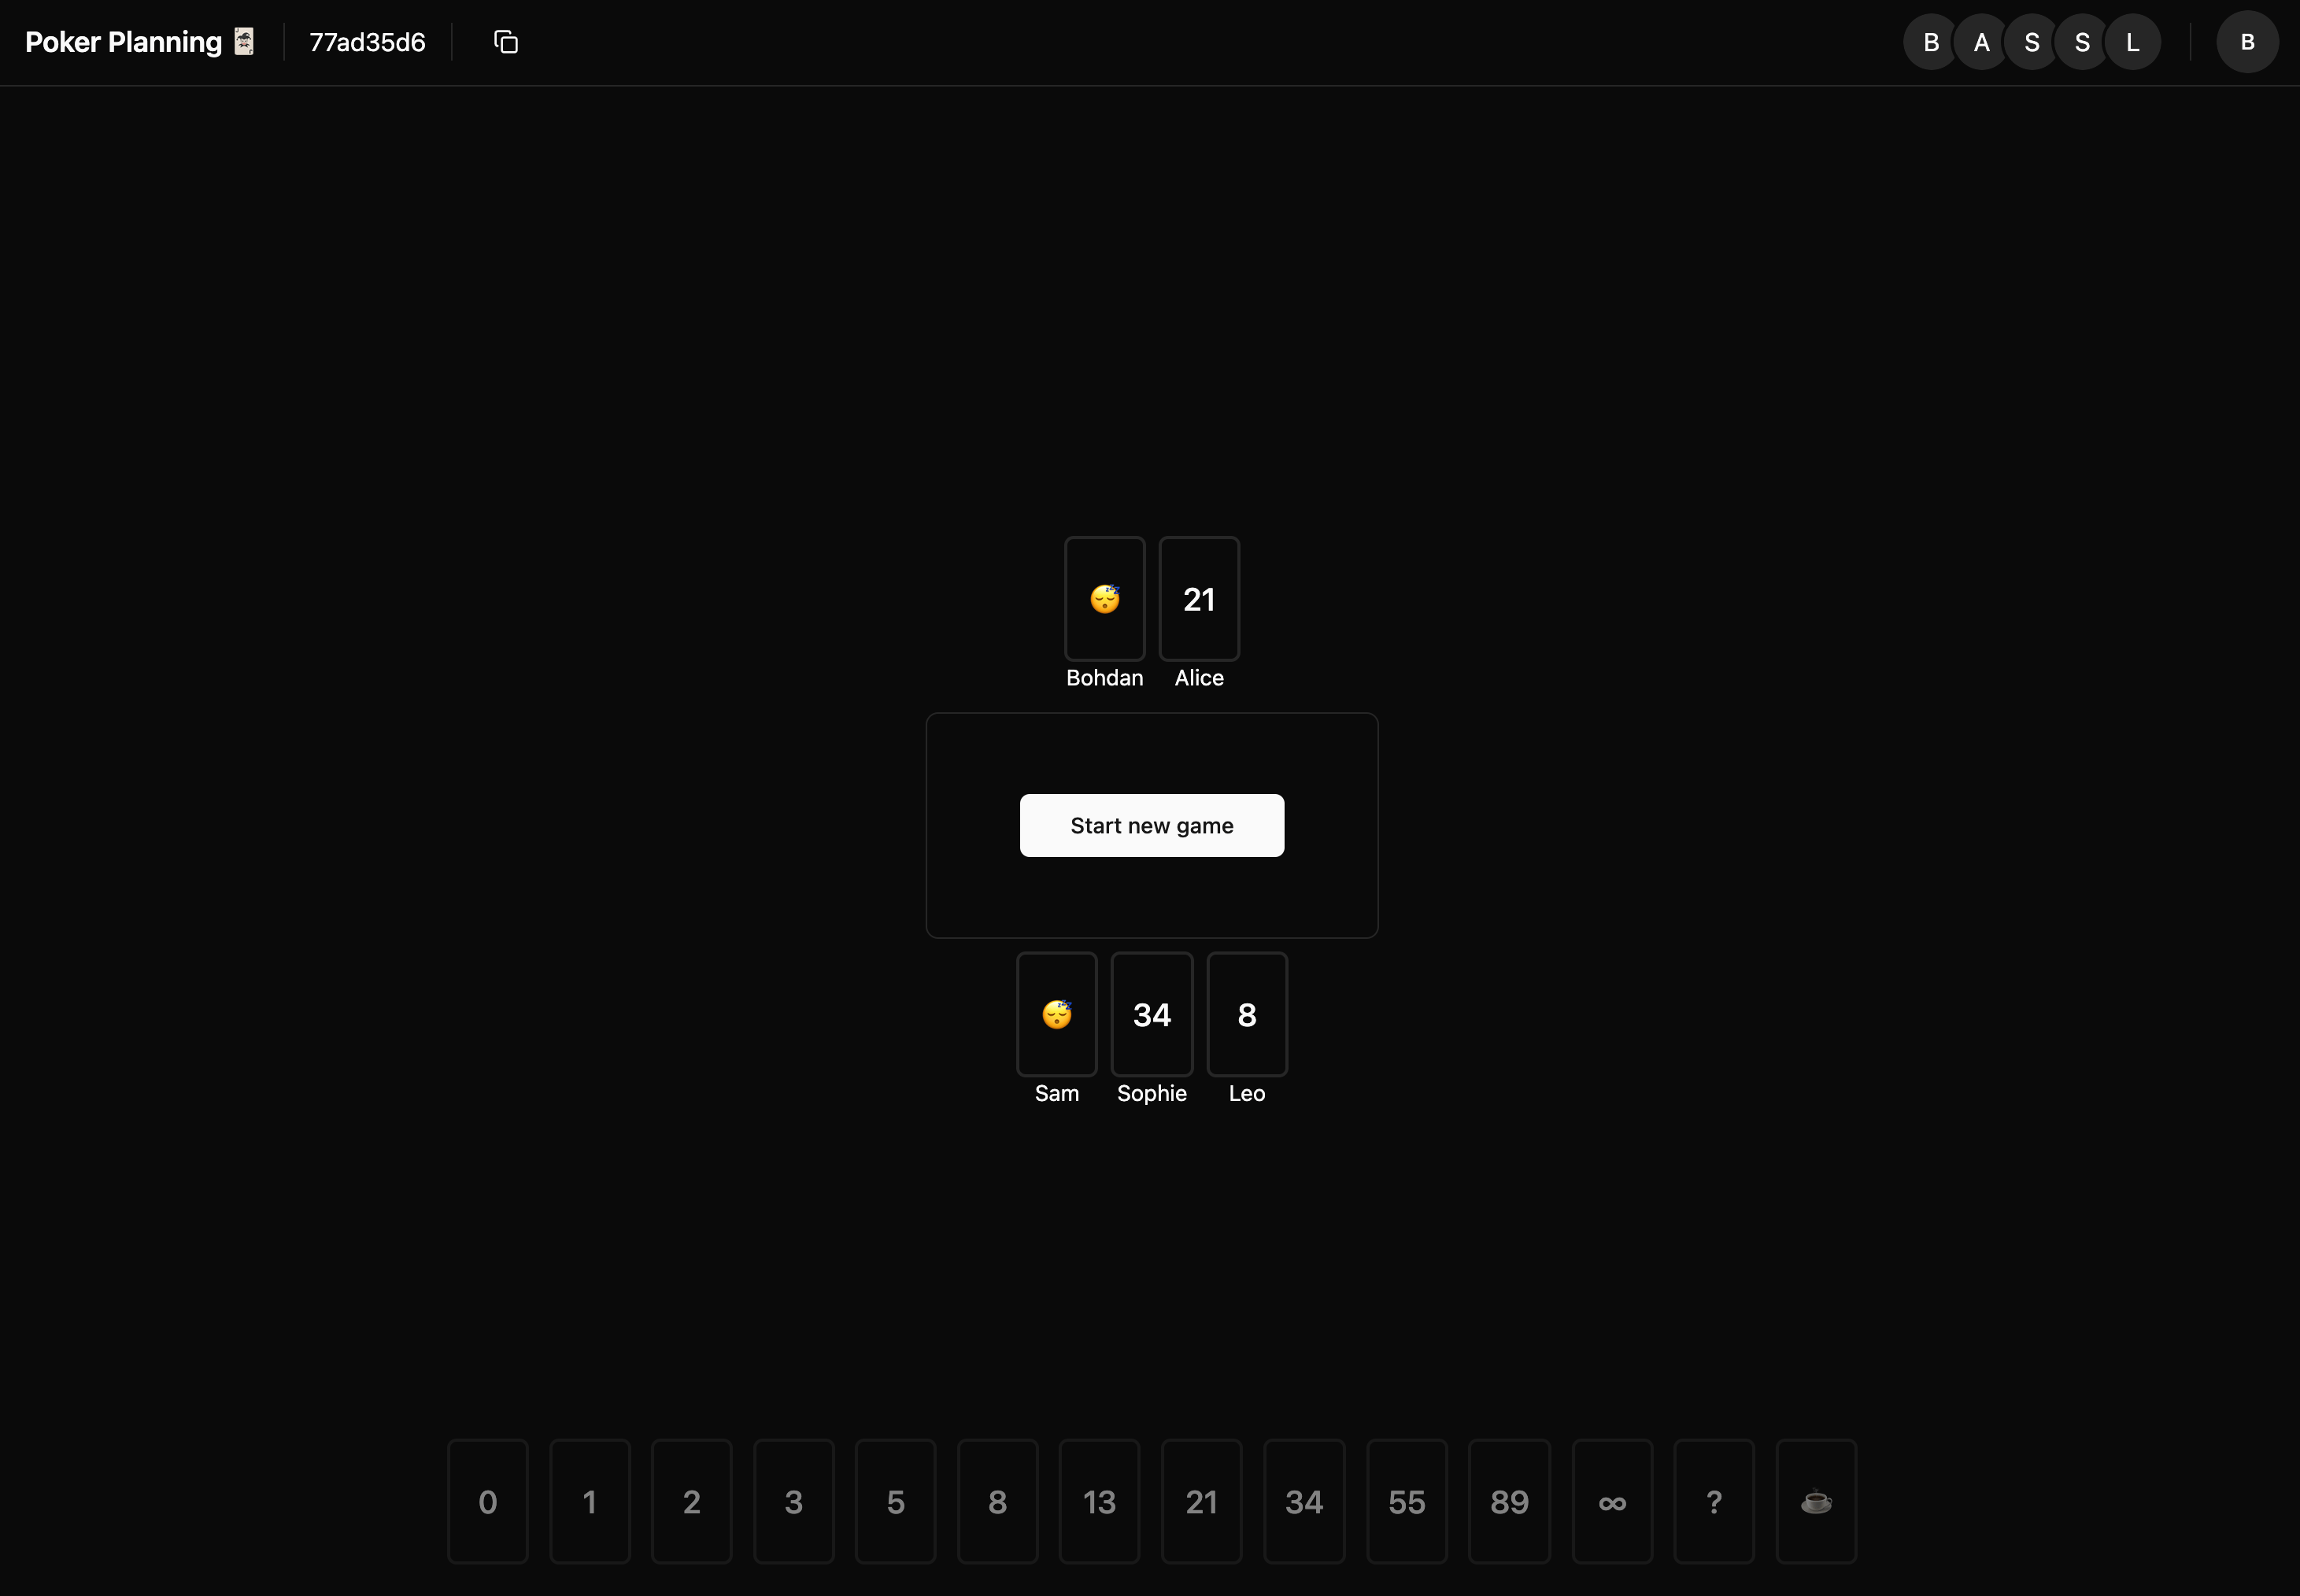 Poker Planning 🃏 77ad35d6
B A S S L B
😴 21
Bohdan Alice
Start new game
😴 34 8
Sam Sophie Leo
0 1 2 3 5 8 13 21 34 55 89 ∞ ? ☕